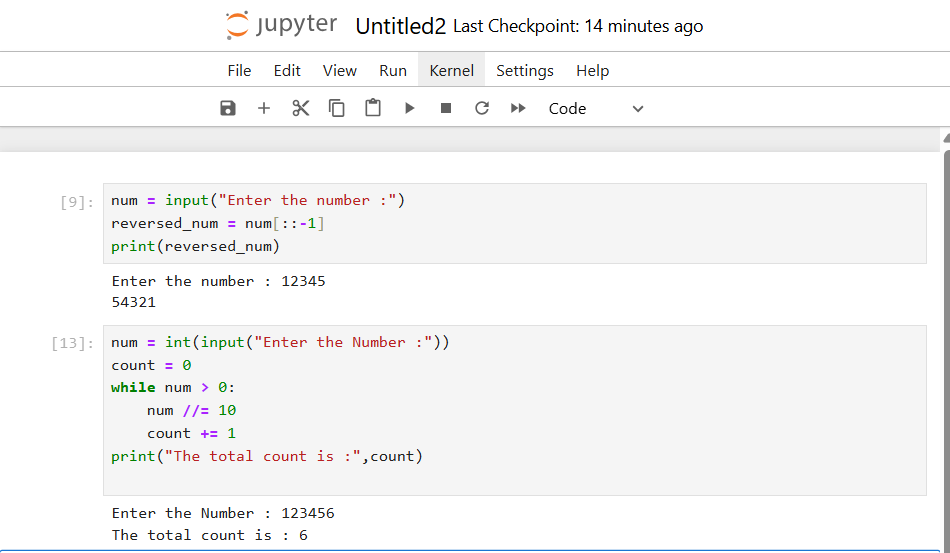 jupyter Untitled2 Last Checkpoint: 14 minutes ago
File Edit View Run Kernel Settings Help
Code
[9]: num = input("Enter the number :")
reversed_num = num[::-1]
print(reversed_num)
Enter the number : 12345
54321
[13]: num = int(input("Enter the Number :"))
count = 0
while num > 0:
    num //= 10
    count += 1
print("The total count is :",count)
Enter the Number : 123456
The total count is : 6